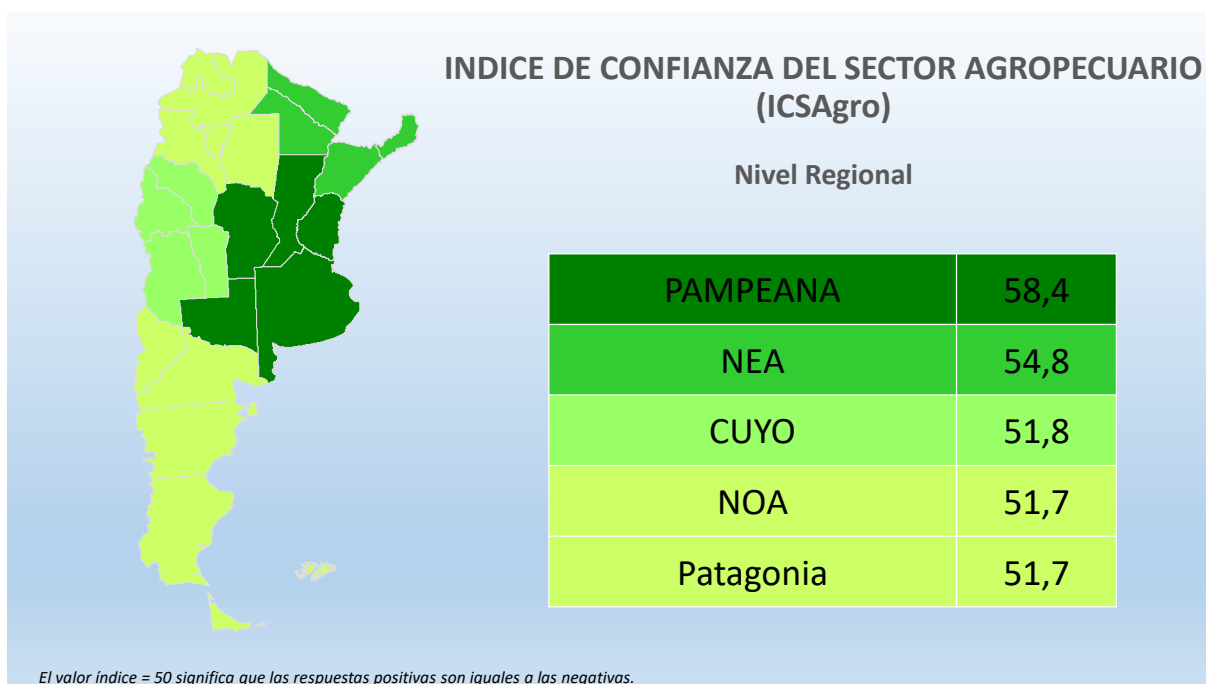 INDICE DE CONFIANZA DEL SECTOR AGROPECUARIO
(ICSAgro)
Nivel Regional
PAMPEANA 58,4
NEA 54,8
CUYO 51,8
NOA 51,7
Patagonia 51,7
El valor índice = 50 significa que las respuestas positivas son iguales a las negativas.